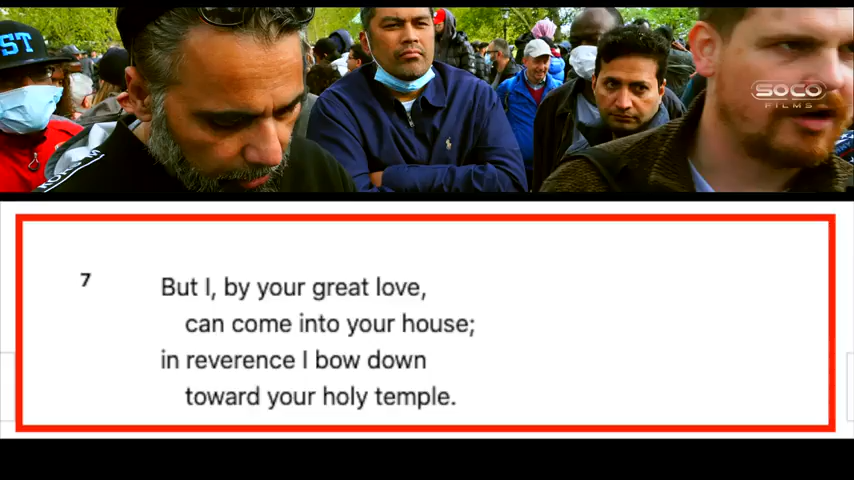 ST
SOCO
FILMS
7
But I, by your great love,
can come into your house;
in reverence I bow down
toward your holy temple.